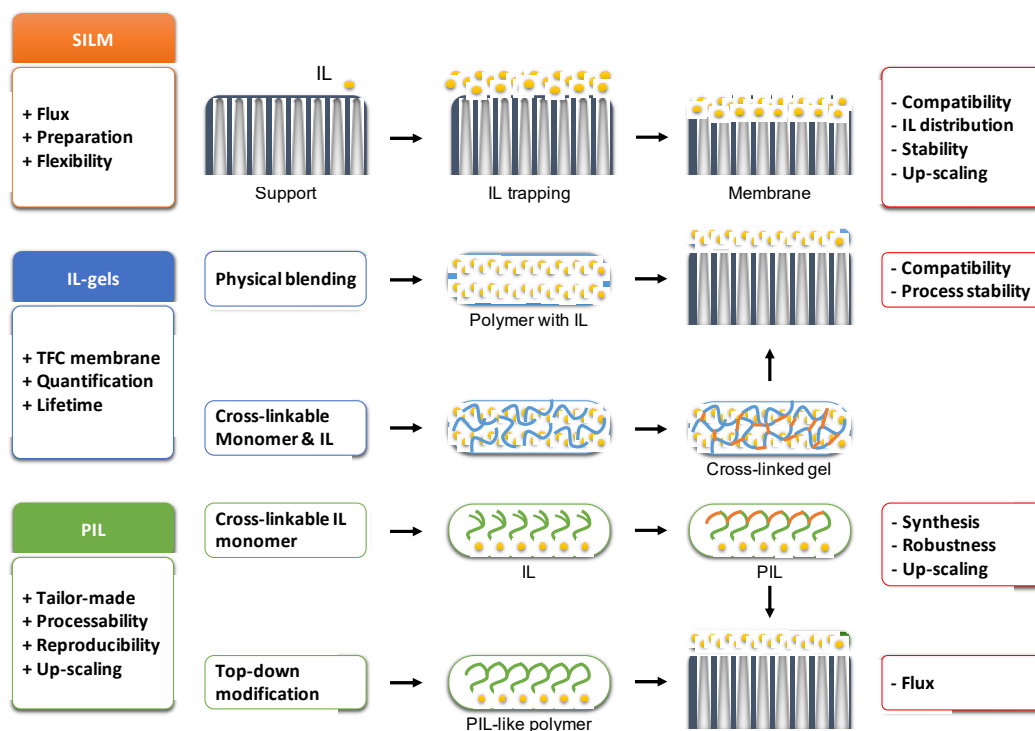 SILM
+ Flux
+ Preparation
+ Flexibility
IL
Support
IL trapping
Membrane
- Compatibility
- IL distribution
- Stability
- Up-scaling
IL-gels
+ TFC membrane
+ Quantification
+ Lifetime
Physical blending
Polymer with IL
- Compatibility
- Process stability
Cross-linkable
Monomer & IL
Cross-linked gel
PIL
+ Tailor-made
+ Processability
+ Reproducibility
+ Up-scaling
Cross-linkable IL
monomer
IL
PIL
- Synthesis
- Robustness
- Up-scaling
Top-down
modification
PIL-like polymer
- Flux